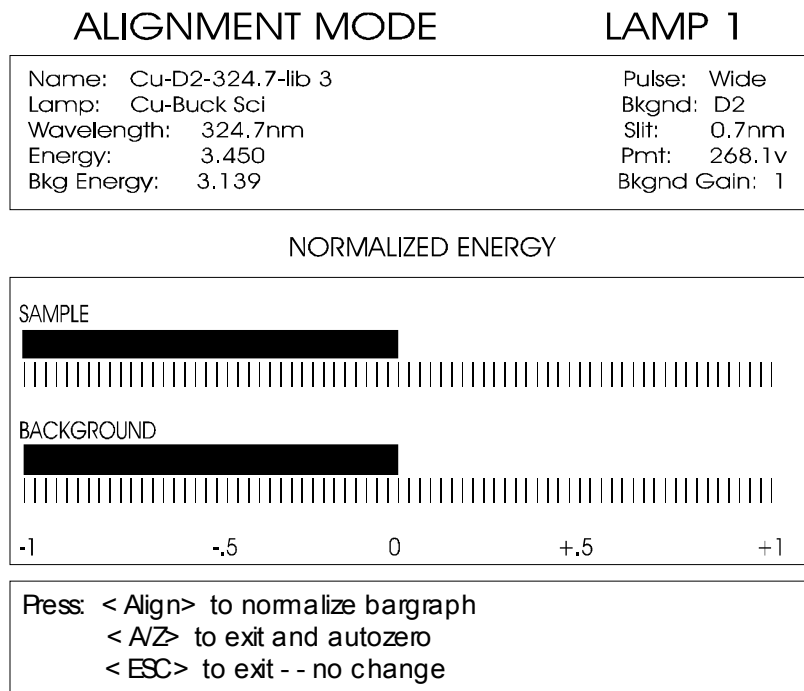 ALIGNMENT MODE LAMP 1
Name: Cu-D2-324.7-lib 3 Pulse: Wide
Lamp: Cu-Buck Sci Bkgnd: D2
Wavelength: 324.7nm Slit: 0.7nm
Energy: 3.450 Pmt: 268.1v
Bkg Energy: 3.139 Bkgnd Gain: 1
NORMALIZED ENERGY
SAMPLE
BACKGROUND
-1 -.5 0 +.5 +1
Press: < Align> to normalize bargraph
< A/Z> to exit and autozero
< ESC> to exit - - no change